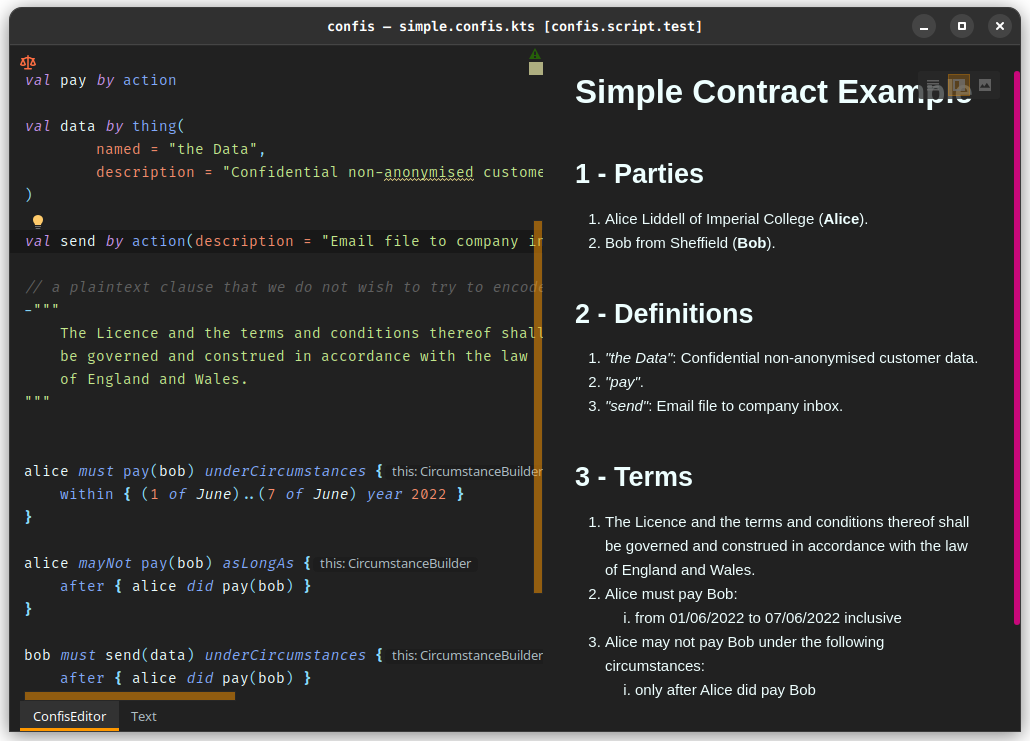 confis – simple.confis.kts [confis.script.test]
val pay by action
val data by thing(
named = "the Data",
description = "Confidential non-anonymised custome
)
val send by action(description = "Email file to company in
// a plaintext clause that we do not wish to try to encode
-"""
The Licence and the terms and conditions thereof shall
be governed and construed in accordance with the law
of England and Wales.
"""
alice must pay(bob) underCircumstances { this: CircumstanceBuilder
within { (1 of June)..(7 of June) year 2022 }
}
alice mayNot pay(bob) asLongAs { this: CircumstanceBuilder
after { alice did pay(bob) }
}
bob must send(data) underCircumstances { this: CircumstanceBuilder
after { alice did pay(bob) }
ConfisEditor Text
Simple Contract Example
1 - Parties
1. Alice Liddell of Imperial College (Alice).
2. Bob from Sheffield (Bob).
2 - Definitions
1. "the Data": Confidential non-anonymised customer data.
2. "pay".
3. "send": Email file to company inbox.
3 - Terms
1. The Licence and the terms and conditions thereof shall
be governed and construed in accordance with the law
of England and Wales.
2. Alice must pay Bob:
i. from 01/06/2022 to 07/06/2022 inclusive
3. Alice may not pay Bob under the following
circumstances:
i. only after Alice did pay Bob